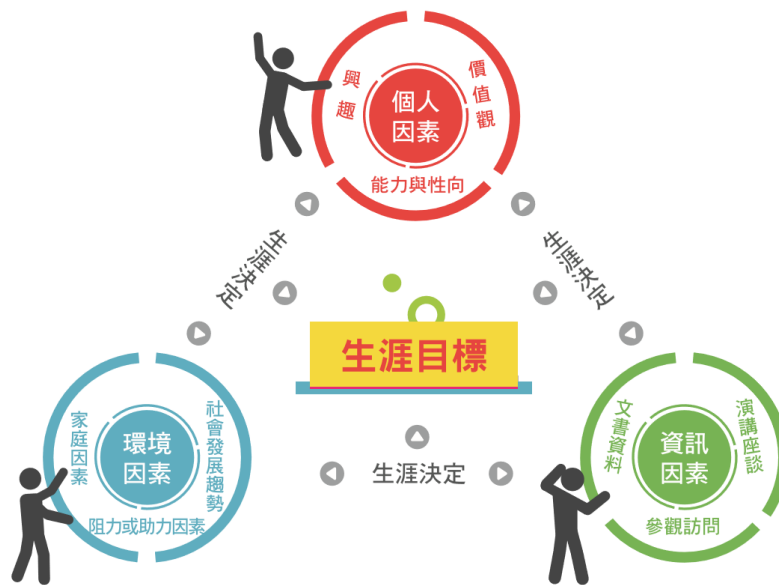 興趣
個人
因素
價值觀
能力與性向
生涯決定
生涯決定
生涯目標
家庭因素
環境
因素
社會發展趨勢
阻力或助力因素
生涯決定
文書資料
資訊
因素
演講座談
參觀訪問